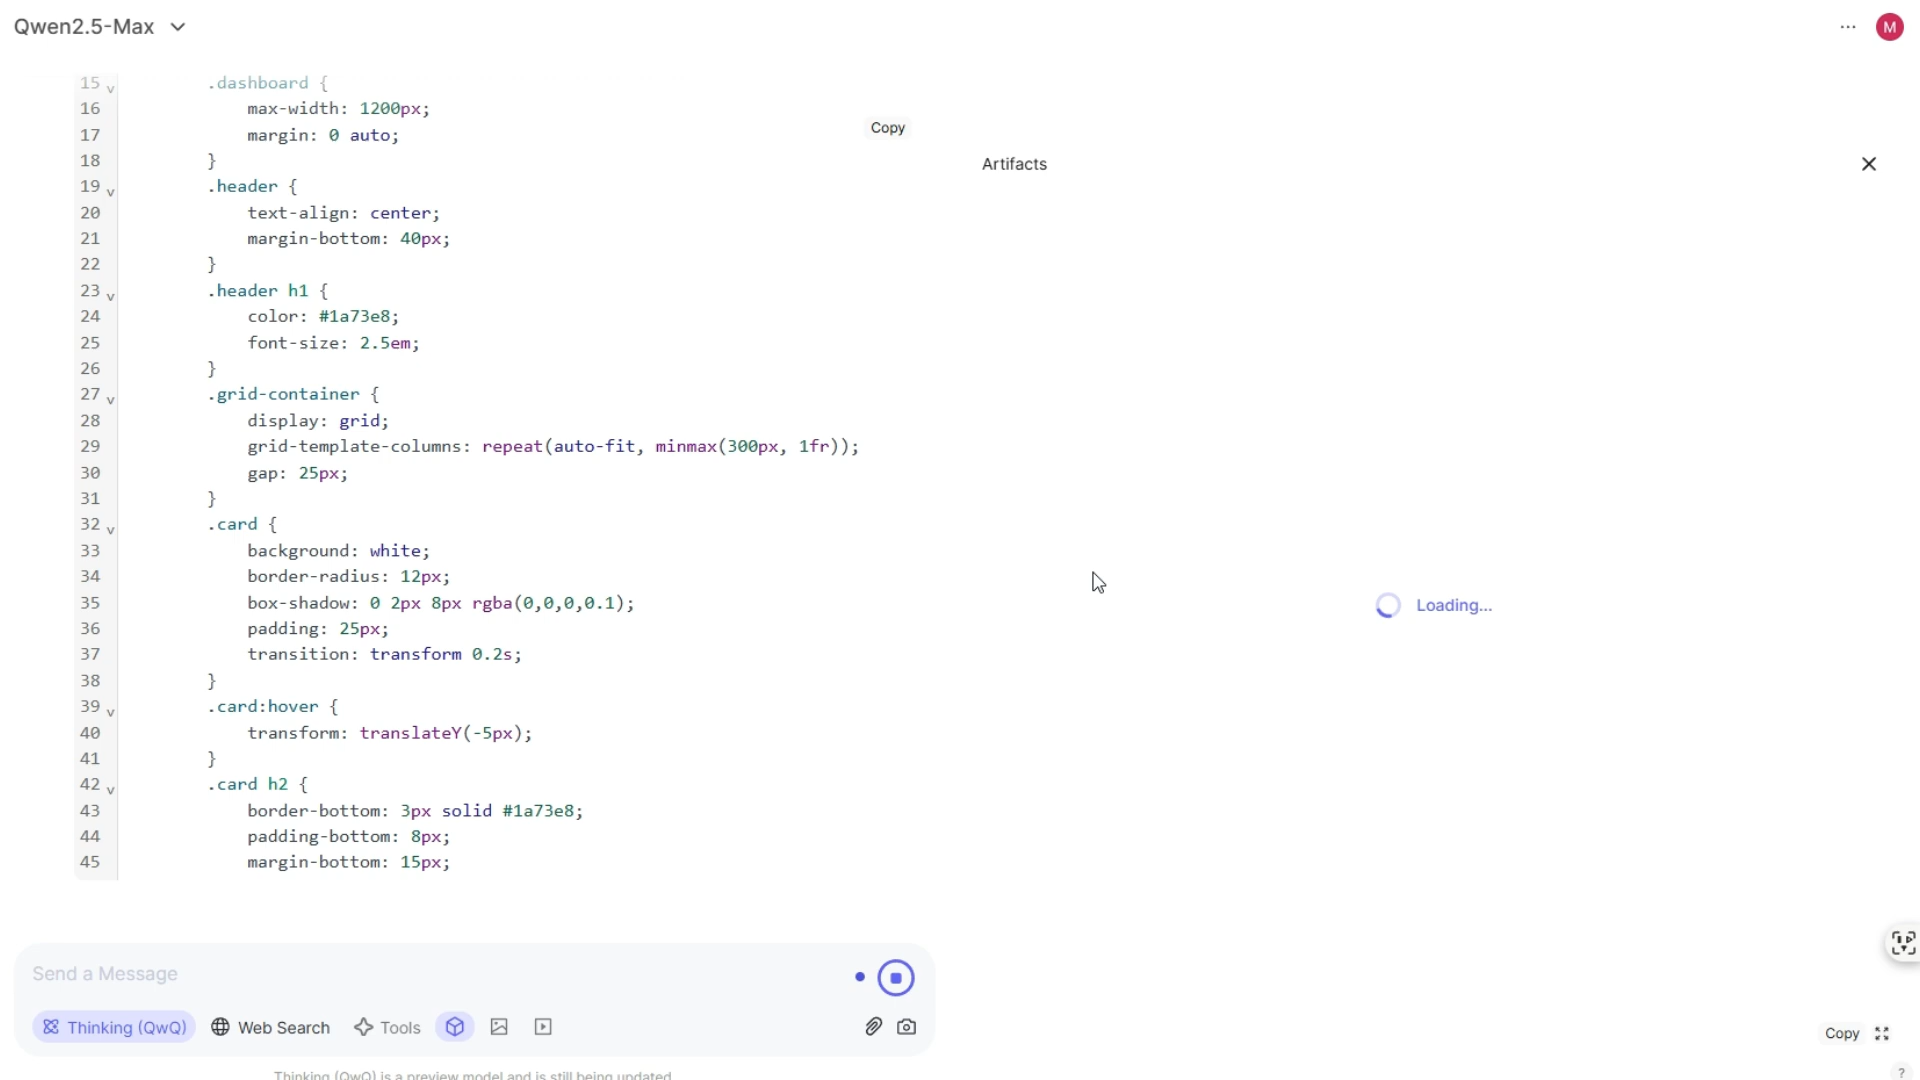 Qwen2.5-Max
M
15 .dashboard {
16 max-width: 1200px;
17 margin: 0 auto;
18 }
19 .header {
20 text-align: center;
21 margin-bottom: 40px;
22 }
23 .header h1 {
24 color: #1a73e8;
25 font-size: 2.5em;
26 }
27 .grid-container {
28 display: grid;
29 grid-template-columns: repeat(auto-fit, minmax(300px, 1fr));
30 gap: 25px;
31 }
32 .card {
33 background: white;
34 border-radius: 12px;
35 box-shadow: 0 2px 8px rgba(0,0,0,0.1);
36 padding: 25px;
37 transition: transform 0.2s;
38 }
39 .card:hover {
40 transform: translateY(-5px);
41 }
42 .card h2 {
43 border-bottom: 3px solid #1a73e8;
44 padding-bottom: 8px;
45 margin-bottom: 15px;
Copy
Artifacts
Loading...
Send a Message
Thinking (QwQ)
Web Search
Tools
Copy
Thinking (QwQ) is a preview model and is still being updated
?